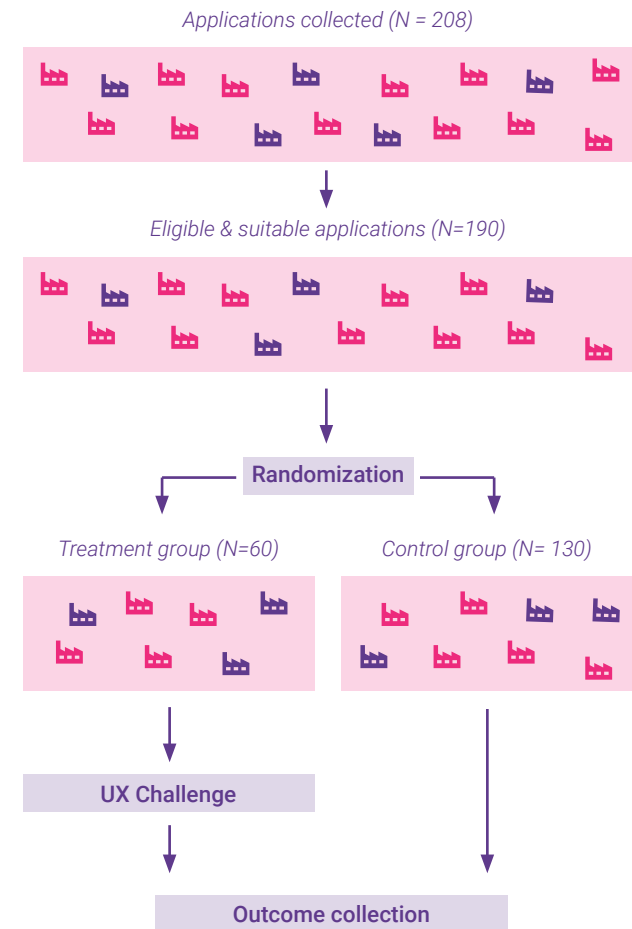 Applications collected (N = 208)
Eligible & suitable applications (N=190)
Randomization
Treatment group (N=60)
Control group (N= 130)
UX Challenge
Outcome collection